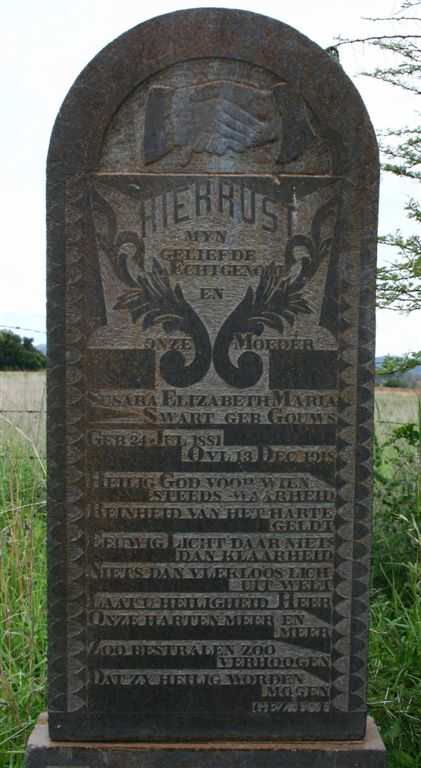 HIER RUST
MYN
GELIEFDE
ECHTGENOOT
EN
ONZE MOEDER
SUSARA ELIZABETH MARIA
SWART GEB GOUWS
GEB 24 JUL 1881
OVL 13 DEC 1918
HEILIG GOD VOOR WIEN
STEEDS WAARHEID
REINHEID VAN HET HARTE
GELDT
EEUWIG LICHT DAAR NIETS
DAN KLAARHEID
NIETS DAN VLEKLOOS LICH
UIT WELT
LAAT U HEILIGHEID HEER
ONZE HARTEN MEER EN
MEER
ZOO BESTRALEN ZOO
VERHOOGEN
DAT ZY HEILIG WORDEN
MOGEN